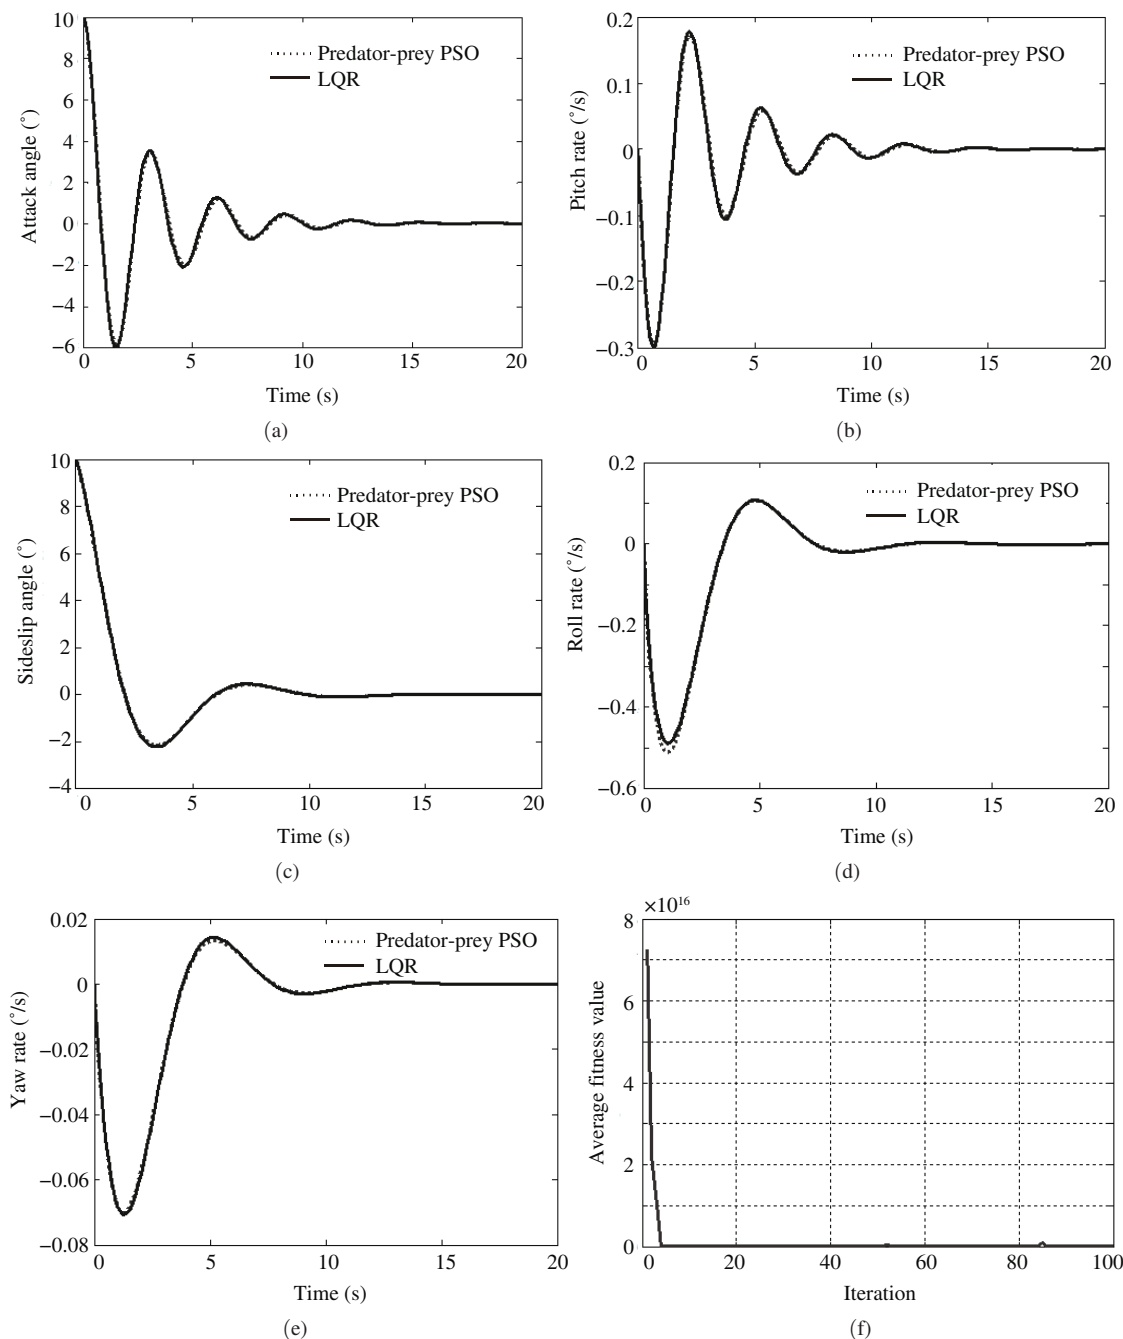 10
8
6
4
2
0
−2
−4
−6
Attack angle (°)
Predator-prey PSO
LQR
0 5 10 15 20
Time (s)
(a)
0.2
0.1
0
−0.1
−0.2
−0.3
Pitch rate (°/s)
Predator-prey PSO
LQR
0 5 10 15 20
Time (s)
(b)
10
8
6
4
2
0
−2
−4
Sideslip angle (°)
Predator-prey PSO
LQR
0 5 10 15 20
Time (s)
(c)
0.2
0
−0.2
−0.4
−0.6
Roll rate (°/s)
Predator-prey PSO
LQR
0 5 10 15 20
Time (s)
(d)
0.02
0
−0.02
−0.04
−0.06
−0.08
Yaw rate (°/s)
Predator-prey PSO
LQR
0 5 10 15 20
Time (s)
(e)
×10¹⁶
8
6
4
2
0
Average fitness value
0 20 40 60 80 100
Iteration
(f)